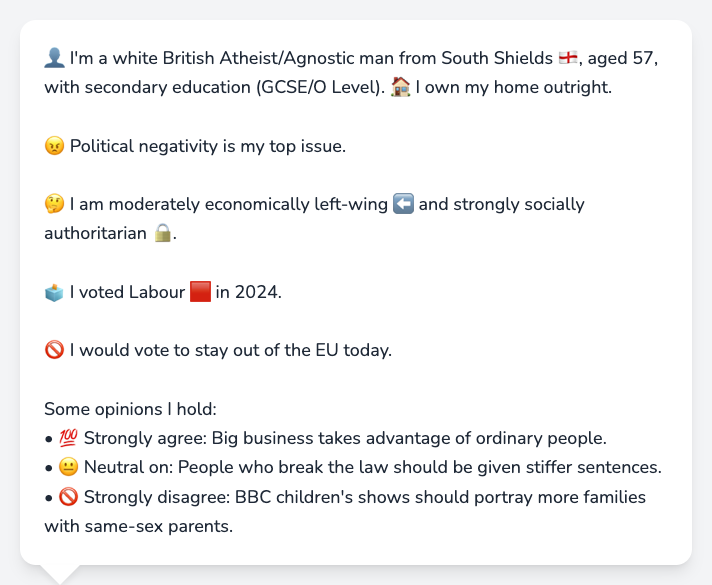 👤 I'm a white British Atheist/Agnostic man from South Shields 🏴󠁧󠁢󠁥󠁮󠁧󠁿, aged 57,
with secondary education (GCSE/O Level). 🏠 I own my home outright.
😠 Political negativity is my top issue.
🤔 I am moderately economically left-wing ⬅️ and strongly socially
authoritarian 🔒.
🗳️ I voted Labour 🟥 in 2024.
🚫 I would vote to stay out of the EU today.
Some opinions I hold:
• 💯 Strongly agree: Big business takes advantage of ordinary people.
• 😐 Neutral on: People who break the law should be given stiffer sentences.
• 🚫 Strongly disagree: BBC children's shows should portray more families
with same-sex parents.